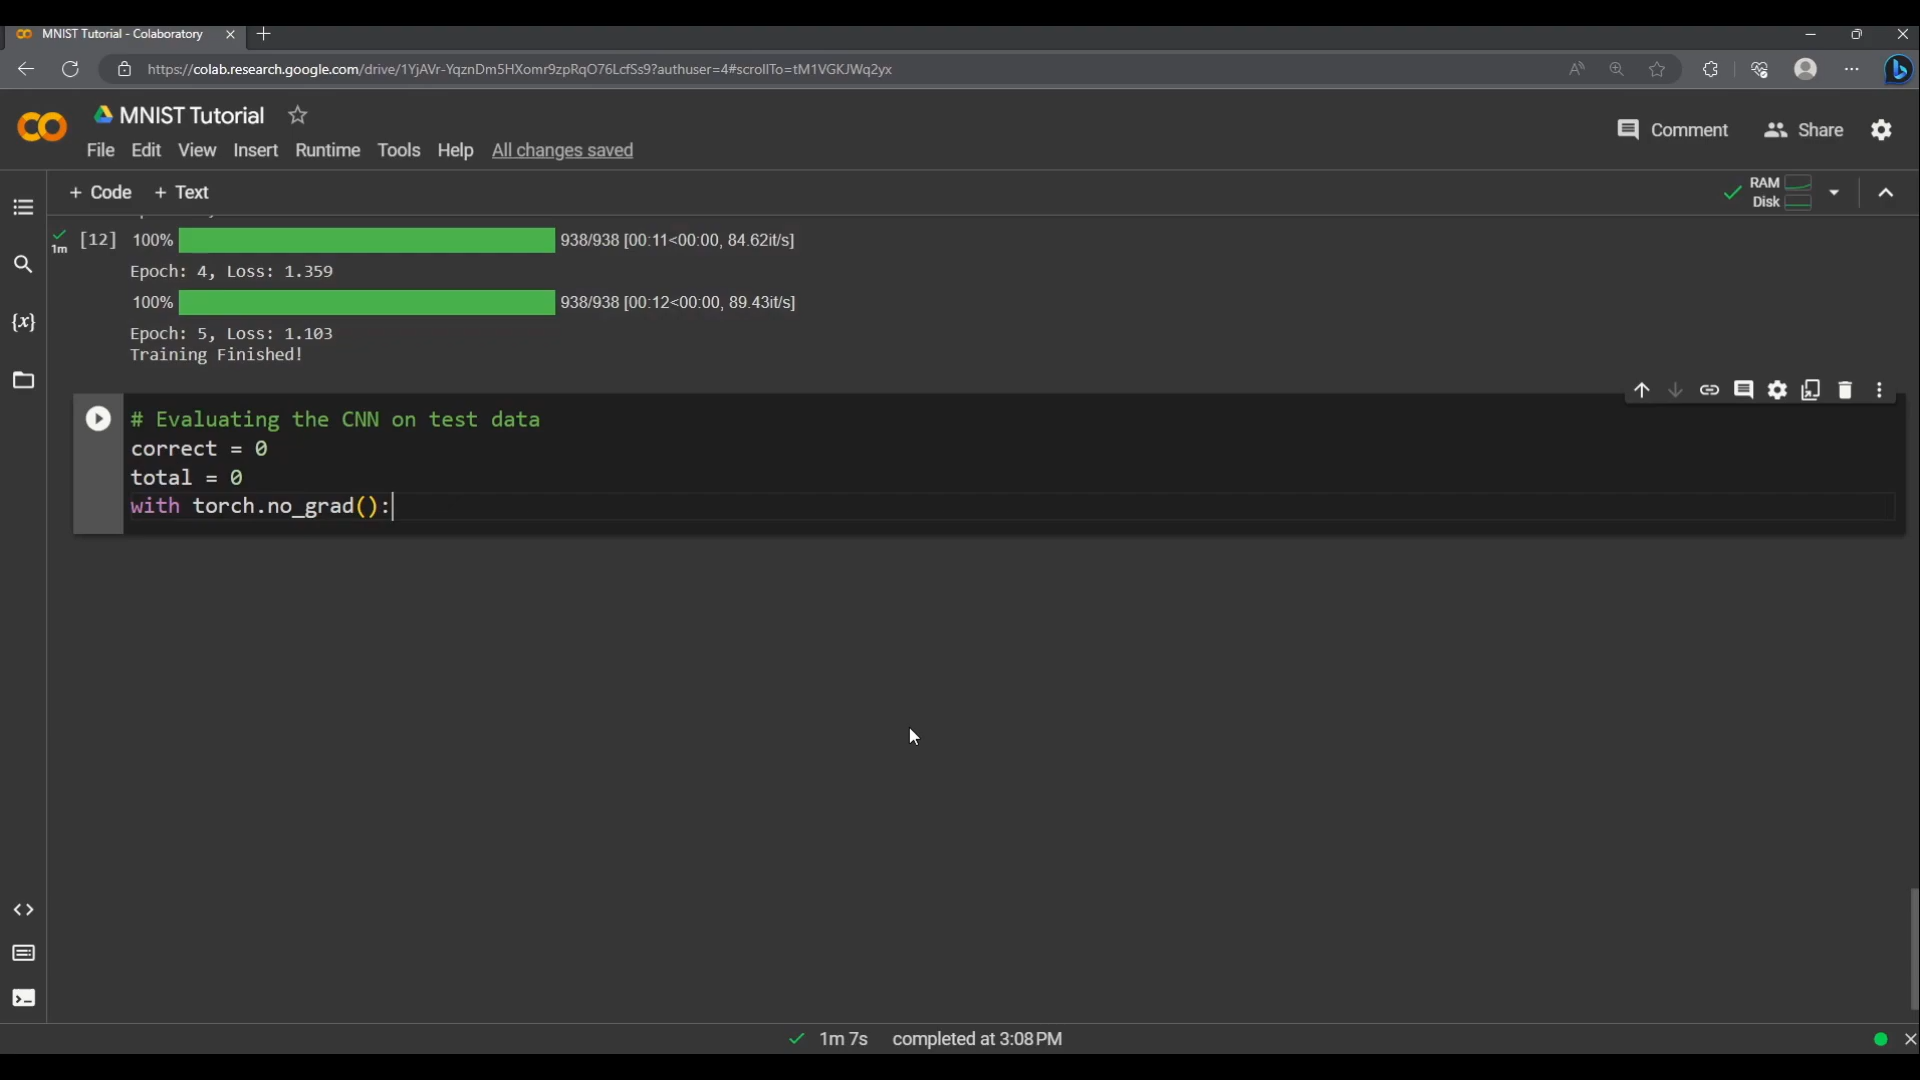 MNIST Tutorial - Colaboratory
https://colab.research.google.com/drive/1YjAVr-YqznDm5HXomr9zpRqO76LcfSs9?authuser=4#scrollTo=tM1VGKJWq2yx
MNIST Tutorial
Comment
Share
File Edit View Insert Runtime Tools Help All changes saved
+ Code + Text
RAM
Disk
1m
[12] 100% 938/938 [00:11<00:00, 84.62it/s]
Epoch: 4, Loss: 1.359
100% 938/938 [00:12<00:00, 89.43it/s]
Epoch: 5, Loss: 1.103
Training Finished!
# Evaluating the CNN on test data
correct = 0
total = 0
with torch.no_grad():
{x}
1m 7s completed at 3:08 PM